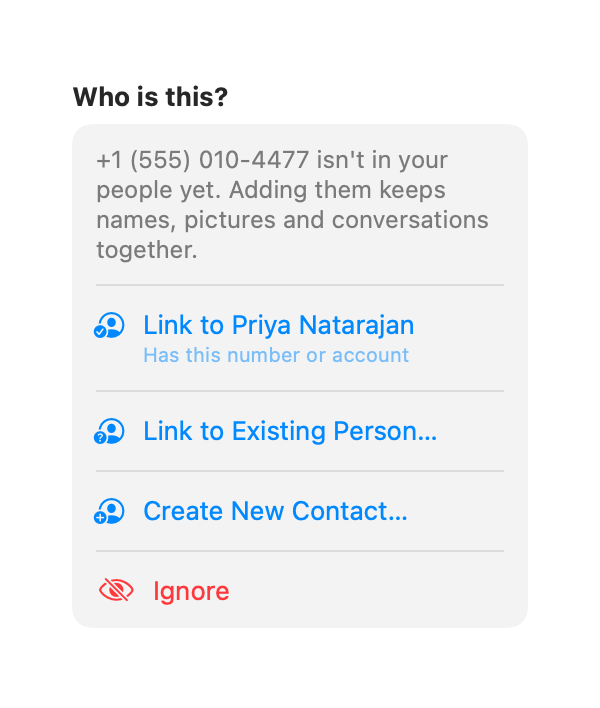 Who is this?
+1 (555) 010-4477 isn't in your
people yet. Adding them keeps
names, pictures and conversations
together.
Link to Priya Natarajan
Has this number or account
Link to Existing Person...
Create New Contact...
Ignore